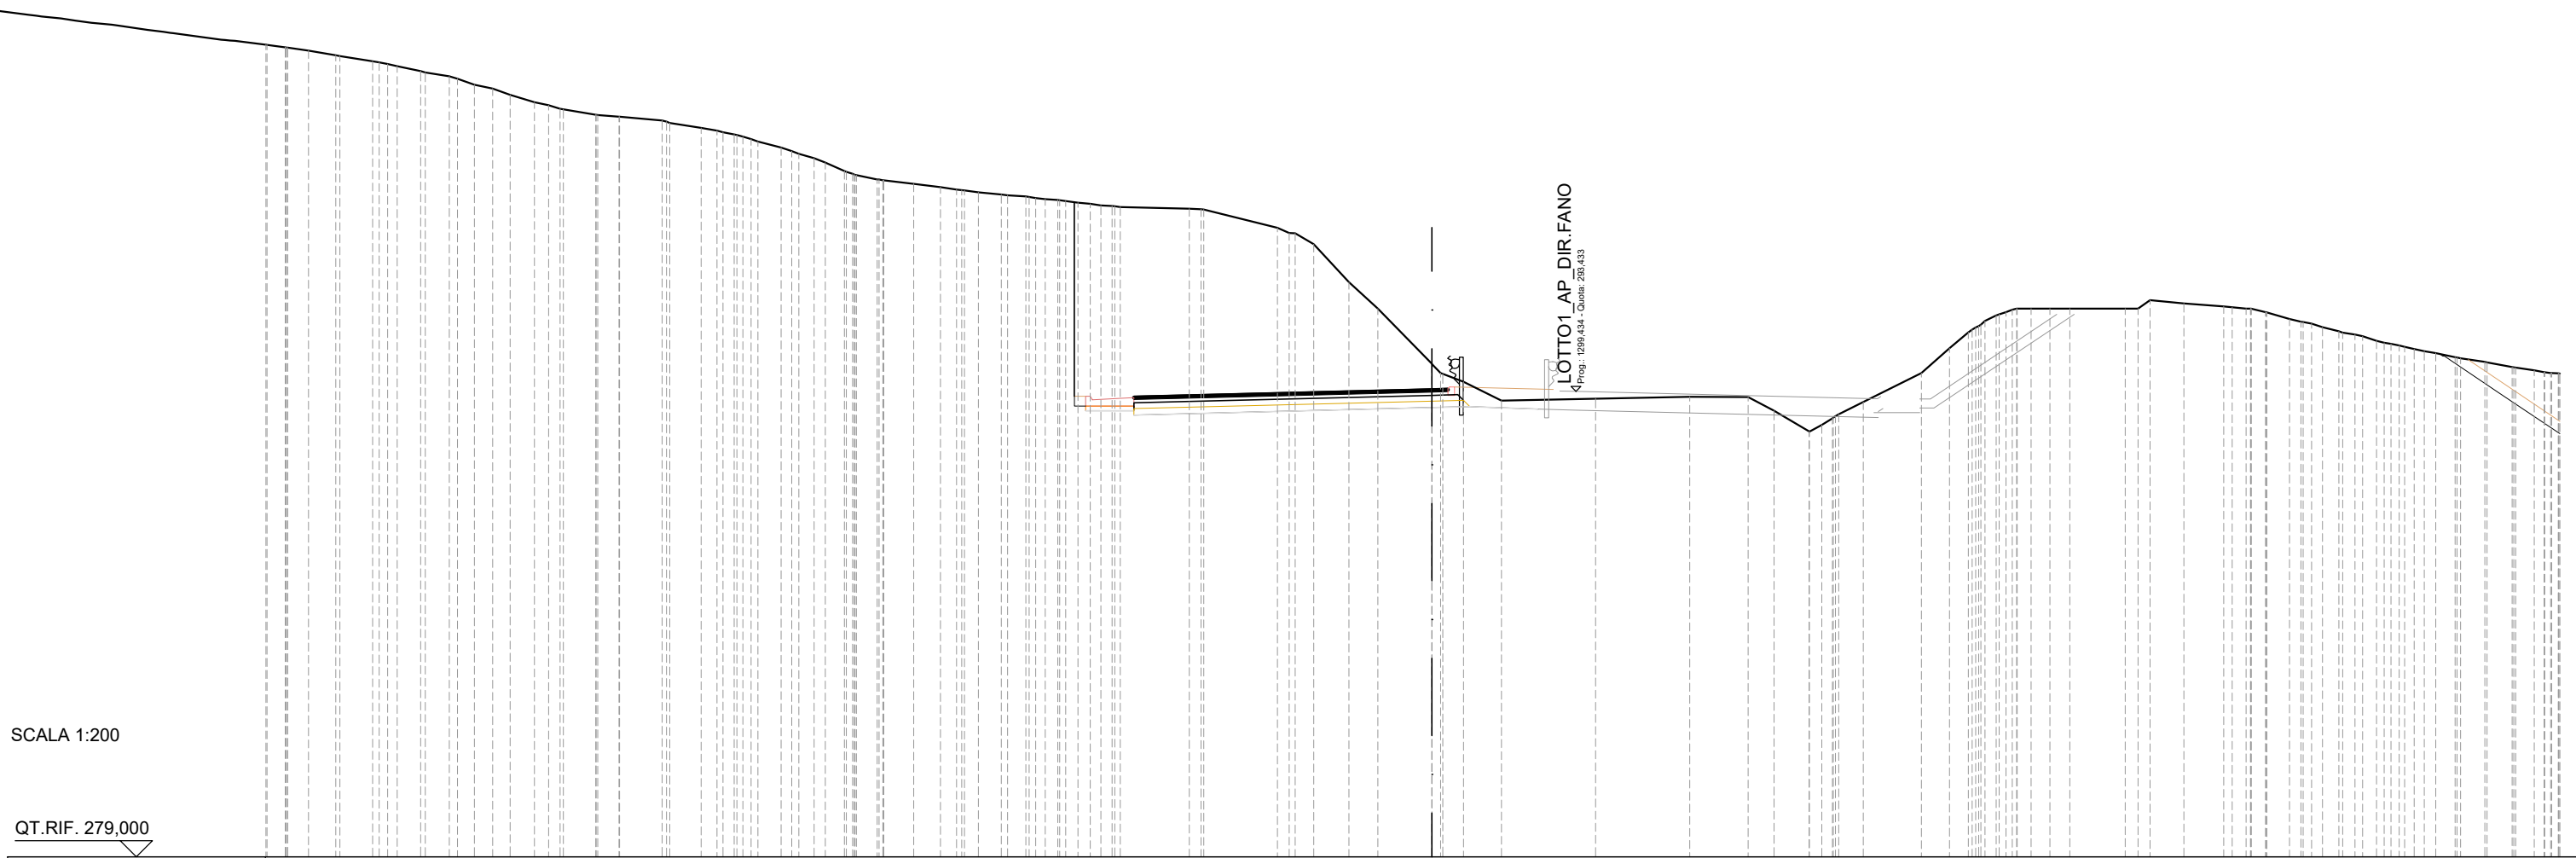 LOTTO1_AP_DIR.FANO
Prog.: 1299,434 - Quota: 293,433
SCALA 1:200
QT.RIF. 279,000